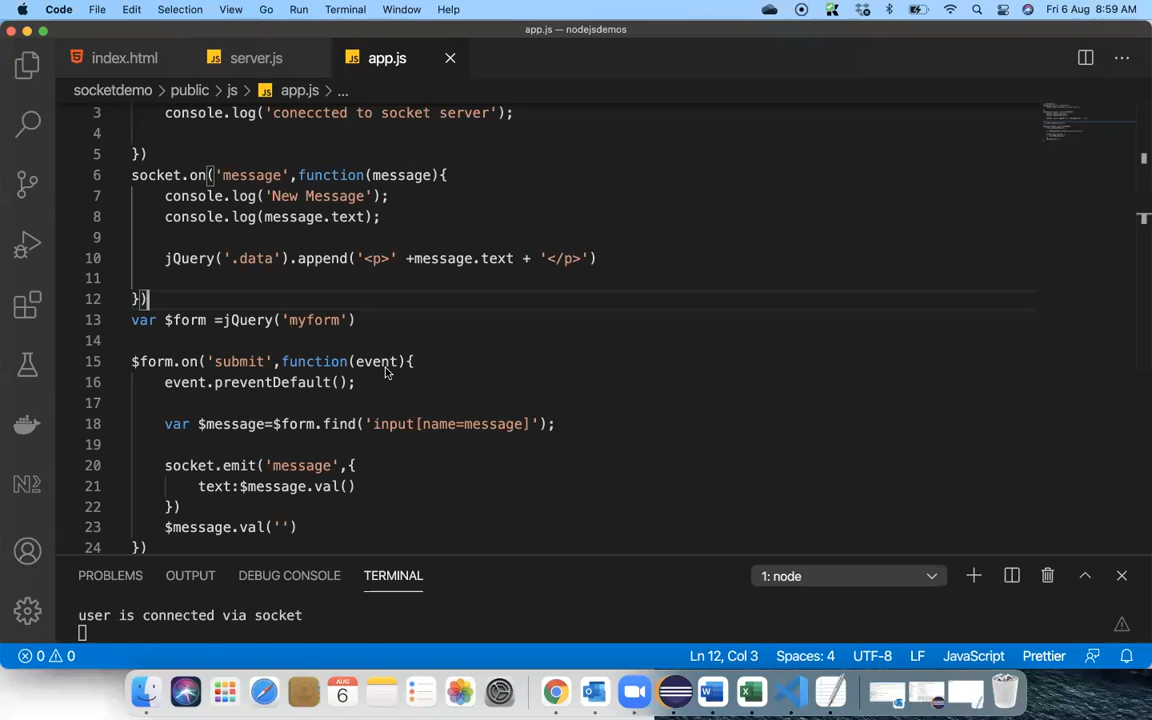 Code File Edit Selection View Go Run Terminal Window Help Fri 6 Aug 8:59 AM
app.js — nodejsdemos
index.html JS server.js JS app.js
socketdemo > public > js > JS app.js > ...
3 console.log('coneccted to socket server');
4
5 })
6 socket.on('message',function(message){
7 console.log('New Message');
8 console.log(message.text);
9
10 jQuery('.data').append('<p>' +message.text + '</p>')
11
12 })
13 var $form =jQuery('myform')
14
15 $form.on('submit',function(event){
16 event.preventDefault();
17
18 var $message=$form.find('input[name=message]');
19
20 socket.emit('message',{
21 text:$message.val()
22 })
23 $message.val('')
24 })
PROBLEMS OUTPUT DEBUG CONSOLE TERMINAL 1: node
user is connected via socket
0 0 Ln 12, Col 3 Spaces: 4 UTF-8 LF JavaScript Prettier
AUG
6